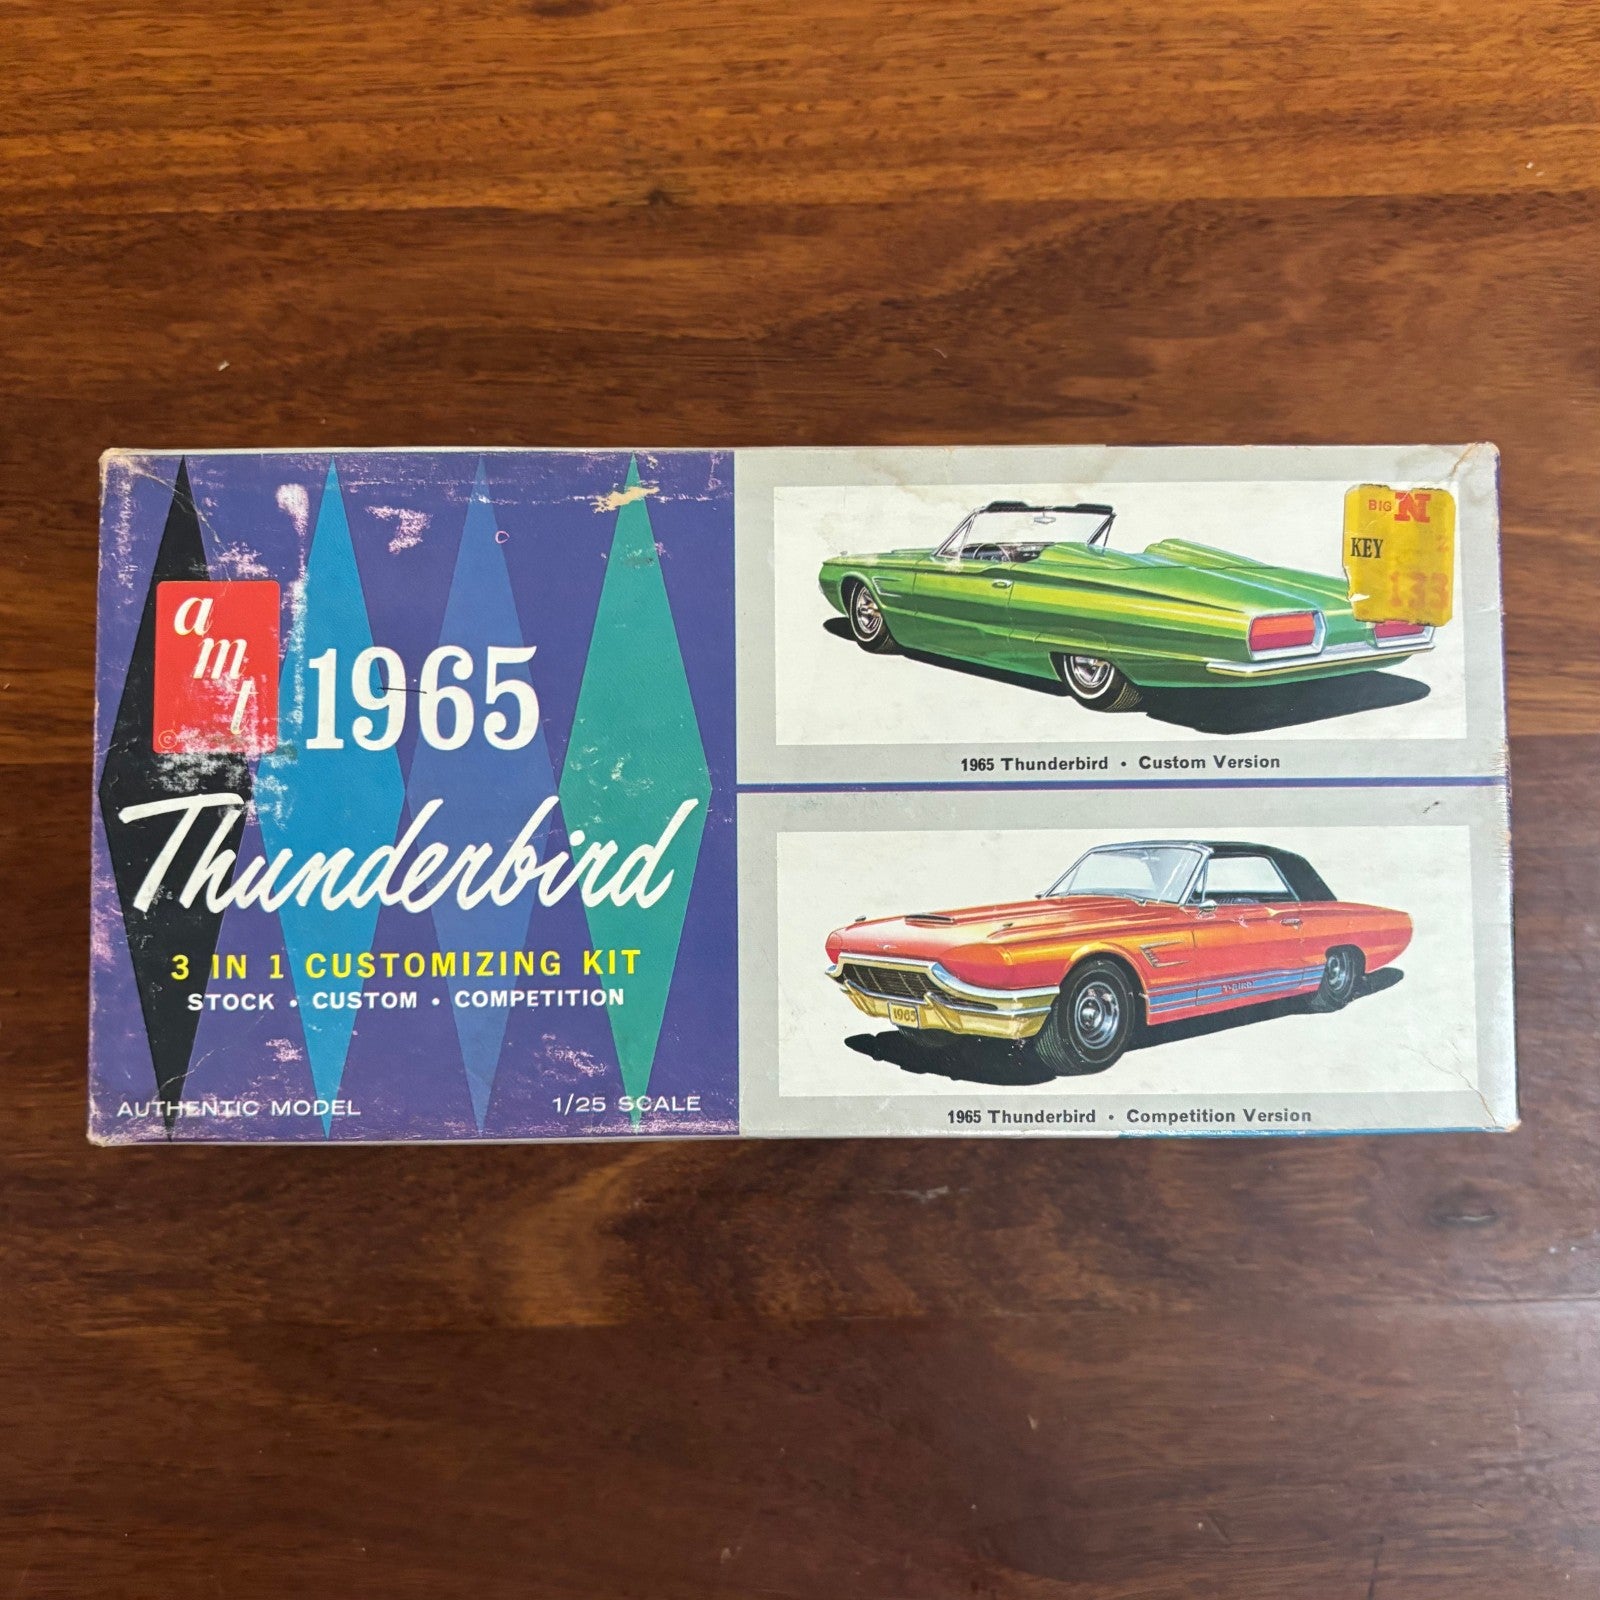 amt
1965
Thunderbird
3 IN 1 CUSTOMIZING KIT
STOCK • CUSTOM • COMPETITION
AUTHENTIC MODEL
1/25 SCALE
BIG N
KEY
133
1965 Thunderbird • Custom Version
1965
T-BIRD
1965 Thunderbird • Competition Version